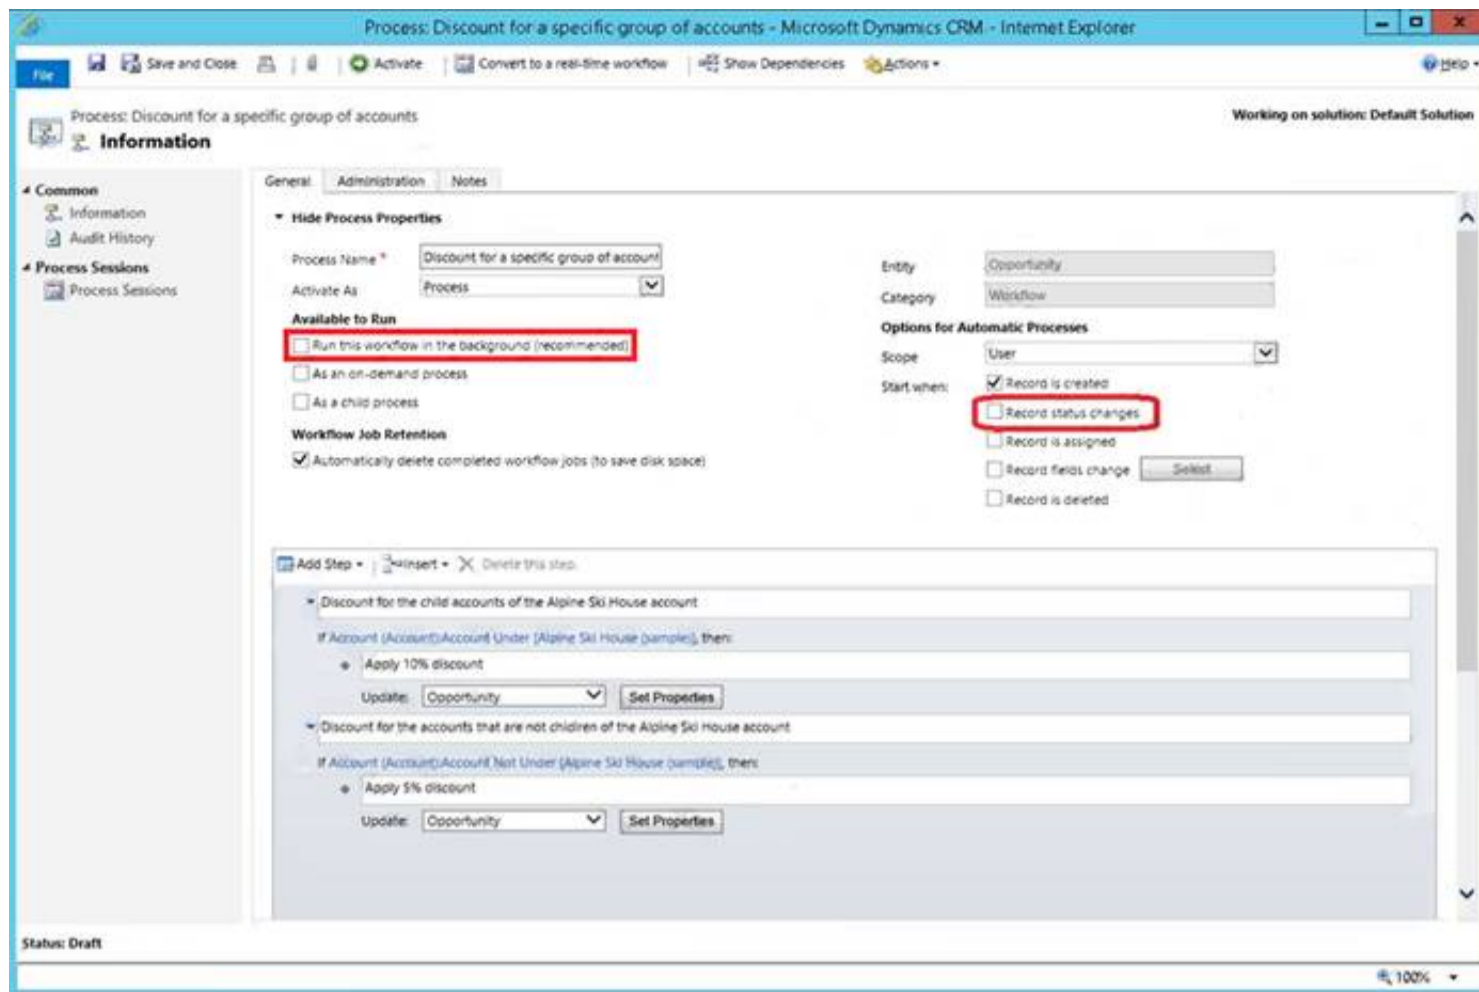 Process: Discount for a specific group of accounts - Microsoft Dynamics CRM - Internet Explorer
File
Save and Close
Activate
Convert to a real-time workflow
Show Dependencies
Actions
Help
Process: Discount for a specific group of accounts
Information
Working on solution: Default Solution
Common
Information
Audit History
Process Sessions
Process Sessions
General
Administration
Notes
Hide Process Properties
Process Name *
Discount for a specific group of account
Activate As
Process
Available to Run
Run this workflow in the background (recommended)
As an on-demand process
As a child process
Workflow Job Retention
Automatically delete completed workflow jobs (to save disk space)
Entity
Opportunity
Category
Workflow
Options for Automatic Processes
Scope
User
Start when:
Record is created
Record status changes
Record is assigned
Record fields change
Select
Record is deleted
Add Step
Insert
Delete this step.
Discount for the child accounts of the Alpine Ski House account
If Account (Account):Account Under [Alpine Ski House (sample)], then:
Apply 10% discount
Update:
Opportunity
Set Properties
Discount for the accounts that are not children of the Alpine Ski House account
If Account (Account):Account Not Under [Alpine Ski House (sample)], then:
Apply 5% discount
Update:
Opportunity
Set Properties
Status: Draft
100%